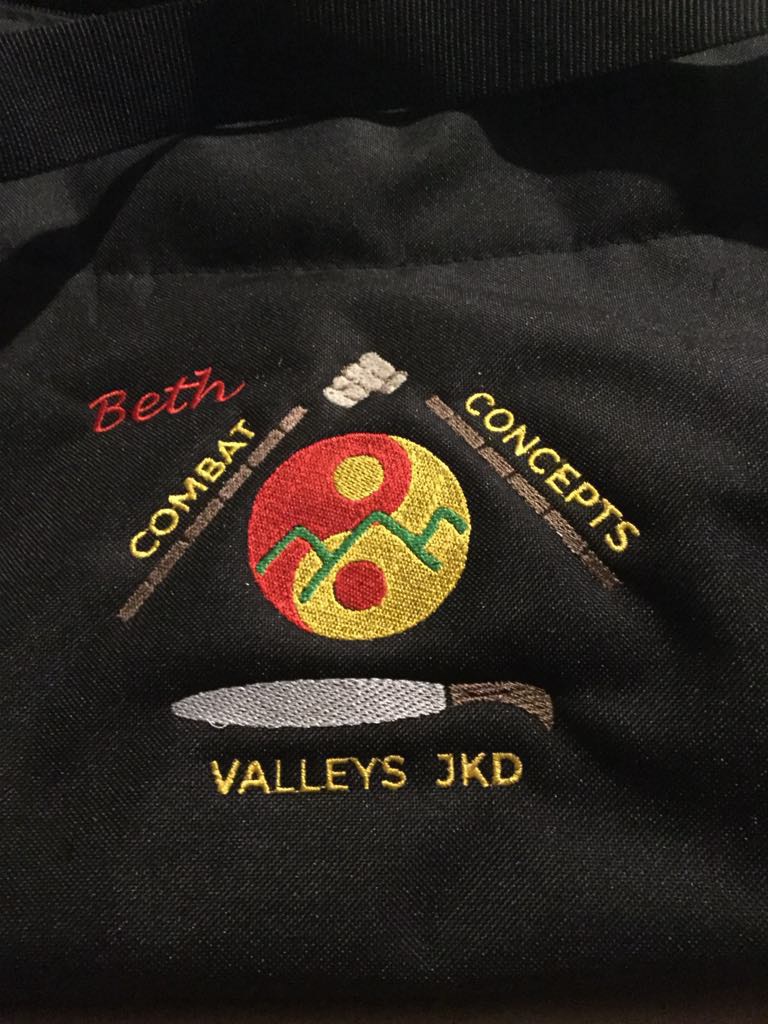 Beth
COMBAT
CONCEPTS
VALLEYS JKD